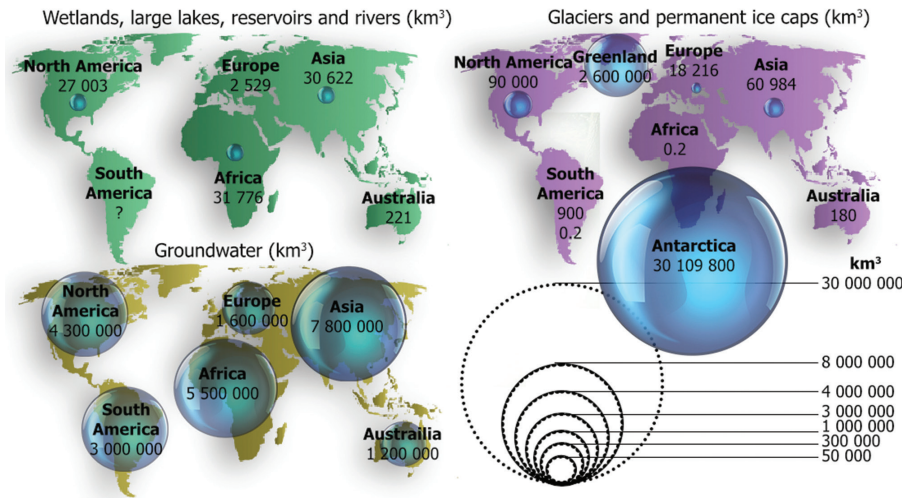 Wetlands, large lakes, reservoirs and rivers (km³)
North America
27 003
Europe
2 529
Asia
30 622
South
America
?
Africa
31 776
Australia
221
Glaciers and permanent ice caps (km³)
North America
90 000
Greenland
2 600 000
Europe
18 216
Asia
60 984
Africa
0.2
South
America
900
0.2
Australia
180
Antarctica
30 109 800
Groundwater (km³)
North
America
4 300 000
Europe
1 600 000
Asia
7 800 000
Africa
5 500 000
South
America
3 000 000
Austrailia
1 200 000
km³
30 000 000
8 000 000
4 000 000
3 000 000
1 000 000
300 000
50 000